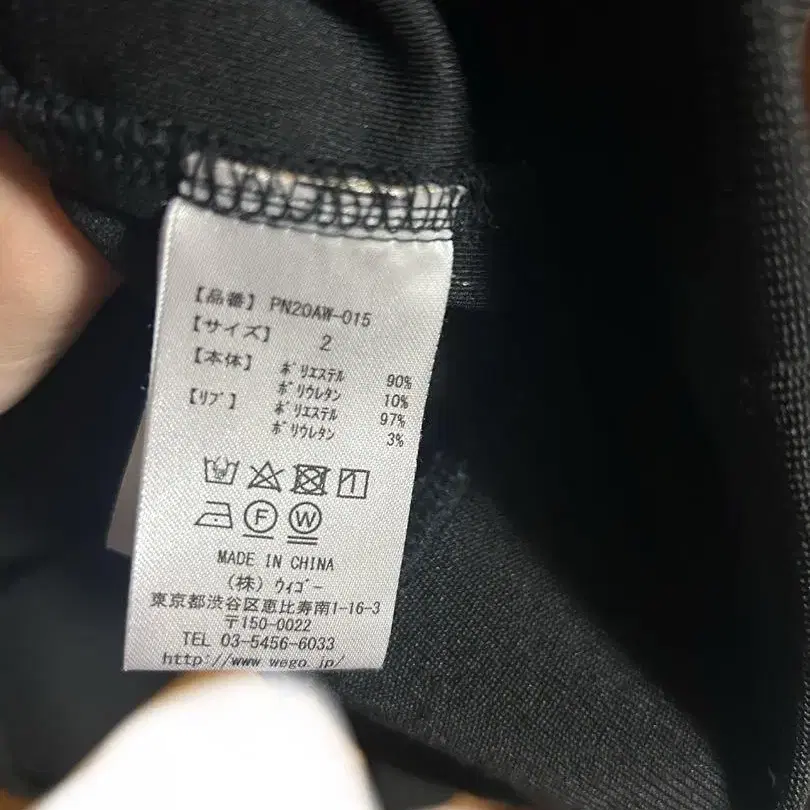 【品番】 PN20AW-015
【サイズ】 2
【本体】 ポリエステル 90%
ポリウレタン 10%
【リブ】 ポリエステル 97%
ポリウレタン 3%
F W
MADE IN CHINA
(株) ウィゴー
東京都渋谷区恵比寿南1-16-3
〒150-0022
TEL 03-5456-6033
http://www.wego.jp/